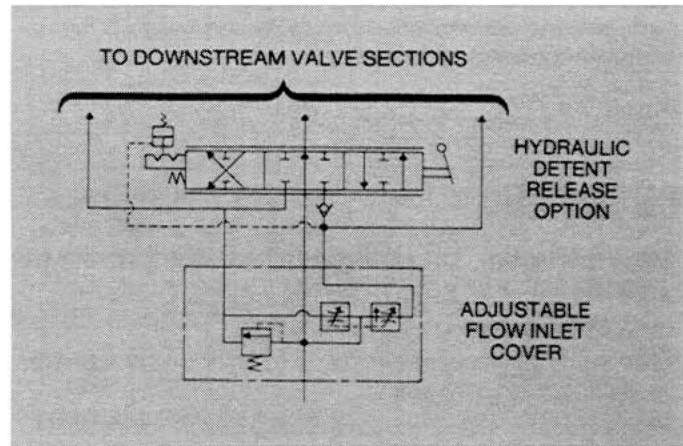 TO DOWNSTREAM VALVE SECTIONS
HYDRAULIC
DETENT
RELEASE
OPTION
ADJUSTABLE
FLOW INLET
COVER